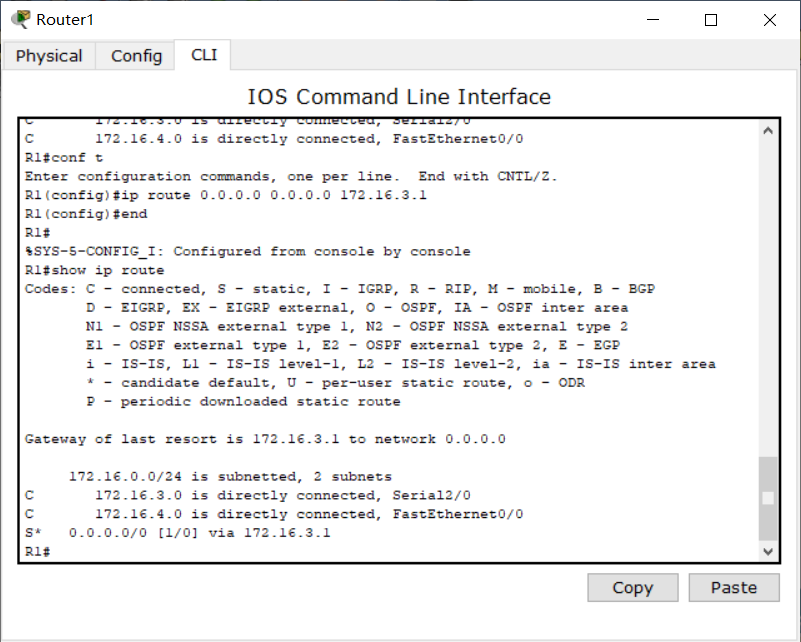 Router1
Physical Config CLI
IOS Command Line Interface
C 172.16.3.0 is directly connected, Serial2/0
C 172.16.4.0 is directly connected, FastEthernet0/0
R1#conf t
Enter configuration commands, one per line. End with CNTL/Z.
R1(config)#ip route 0.0.0.0 0.0.0.0 172.16.3.1
R1(config)#end
R1#
%SYS-5-CONFIG_I: Configured from console by console
R1#show ip route
Codes: C - connected, S - static, I - IGRP, R - RIP, M - mobile, B - BGP
D - EIGRP, EX - EIGRP external, O - OSPF, IA - OSPF inter area
N1 - OSPF NSSA external type 1, N2 - OSPF NSSA external type 2
E1 - OSPF external type 1, E2 - OSPF external type 2, E - EGP
i - IS-IS, L1 - IS-IS level-1, L2 - IS-IS level-2, ia - IS-IS inter area
* - candidate default, U - per-user static route, o - ODR
P - periodic downloaded static route
Gateway of last resort is 172.16.3.1 to network 0.0.0.0
172.16.0.0/24 is subnetted, 2 subnets
C 172.16.3.0 is directly connected, Serial2/0
C 172.16.4.0 is directly connected, FastEthernet0/0
S* 0.0.0.0/0 [1/0] via 172.16.3.1
R1#
Copy Paste